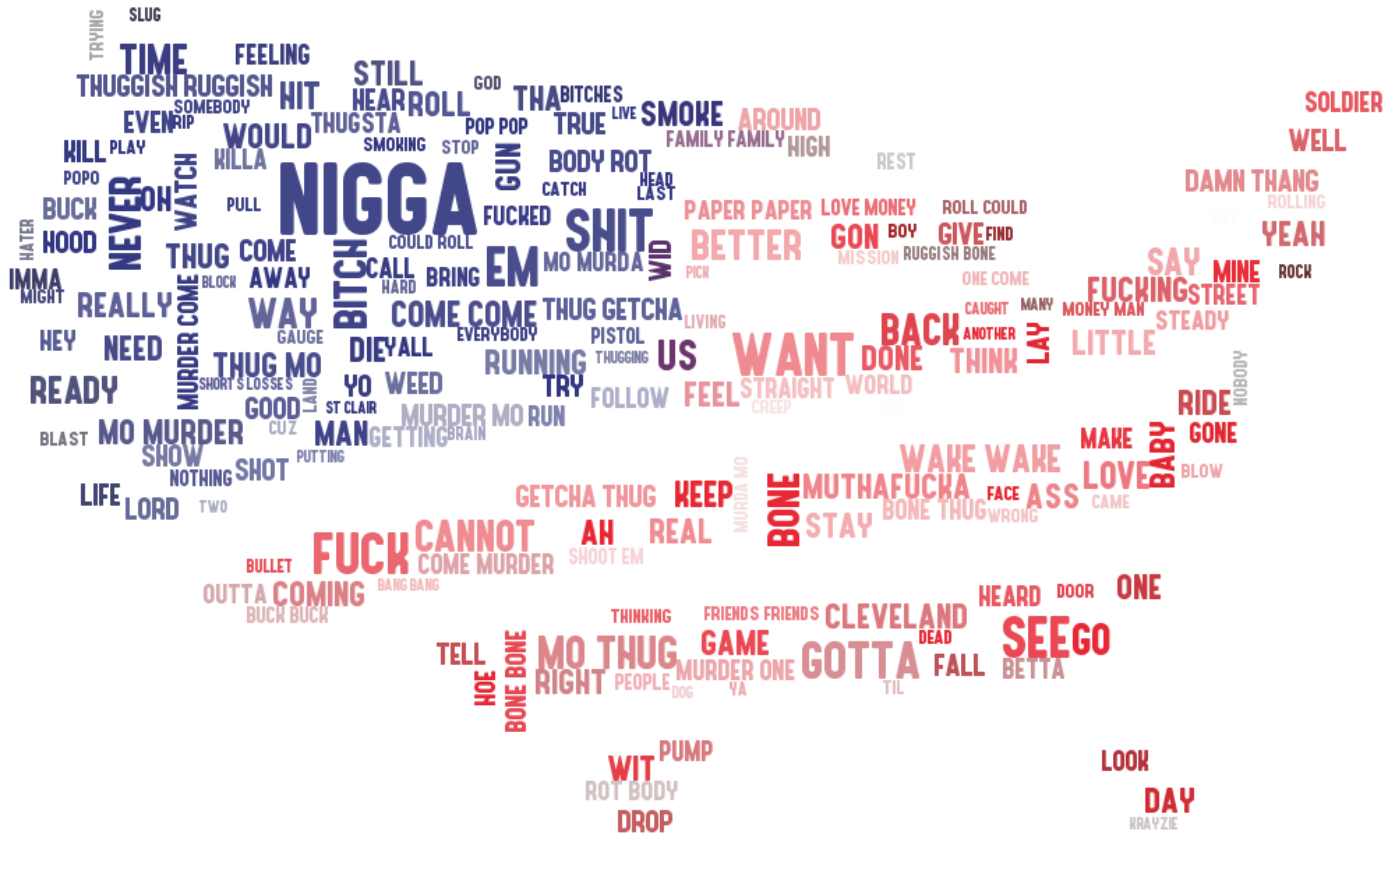 SLUG
TRYING
TIME
FEELING
STILL
THUGGISH RUGGISH
HIT
GOD
HEAR
ROLL
THA
BITCHES
SOMEBODY
LIVE
SMOKE
SOLDIER
EVEN
RIP
THUGSTA
POP POP
TRUE
AROUND
WOULD
FAMILY FAMILY
HIGH
WELL
KILL
PLAY
SMOKING
STOP
KILLA
GUN
BODY ROT
REST
POPO
WATCH
NIGGA
CATCH
HEAD
LAST
DAMN THANG
ROLLING
NEVER
OH
BUCK
PULL
FUCKED
SHIT
PAPER PAPER
LOVE MONEY
ROLL COULD
HATER
HOOD
COULD ROLL
BETTER
GON
BOY
GIVE
FIND
YEAH
THUG
COME
BITCH
CALL
EM
MO MURDA
WID
MISSION
RUGGISH BONE
SAY
IMMA
MIGHT
BLOCK
AWAY
HARD
BRING
PICK
ONE COME
MINE
ROCK
REALLY
MURDER COME
WAY
COME COME
THUG GETCHA
FUCKING
STREET
CAUGHT
MANY
MONEY MAN
STEADY
HEY
NEED
GAUGE
EVERYBODY
PISTOL
LIVING
BACK
ANOTHER
LAY
LITTLE
DIE
YALL
RUNNING
THUGGING
US
WANT
DONE
THINK
THUG MO
READY
SHORTS LOSSES
LAND
YO
WEED
TRY
FOLLOW
FEEL
STRAIGHT
WORLD
NOBODY
GOOD
ST CLAIR
MURDER MO
RUN
CREEP
RIDE
BLAST
MO MURDER
CUZ
MAN
GETTING
BRAIN
MAKE
BABY
GONE
SHOW
PUTTING
NOTHING
SHOT
WAKE WAKE
LOVE
BLOW
LIFE
LORD
TWO
GETCHA THUG
KEEP
MURDA MO
BONE
MUTHAFUCKA
FACE
ASS
CAME
BONE THUG
WRONG
FUCK
CANNOT
AH
REAL
STAY
BULLET
COME MURDER
SHOOT EM
OUTTA
COMING
BANG BANG
BUCK BUCK
HEARD
DOOR
ONE
THINKING
FRIENDS FRIENDS
CLEVELAND
TELL
BONE BONE
MO THUG
GAME
DEAD
SEE
GO
HOE
RIGHT
PEOPLE
MURDER ONE
GOTTA
FALL
BETTA
DOG
YA
TIL
WIT
PUMP
LOOK
ROT BODY
DAY
DROP
KRAYZIE